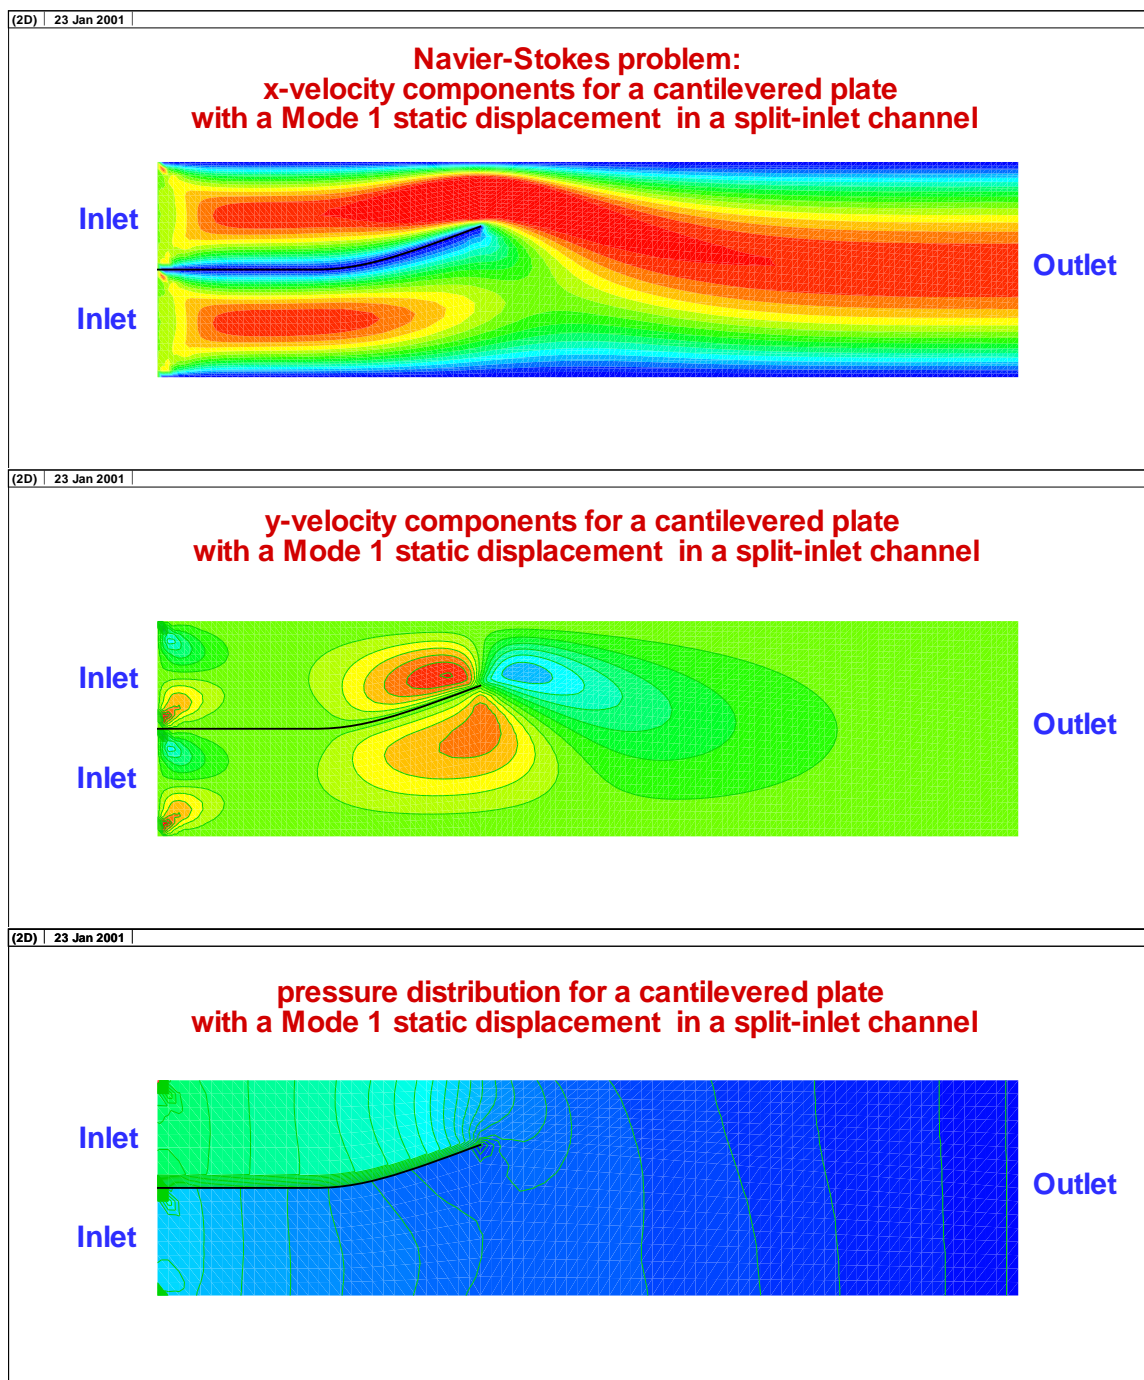 (2D) 23 Jan 2001
Navier-Stokes problem:
x-velocity components for a cantilevered plate
with a Mode 1 static displacement in a split-inlet channel
Inlet
Outlet
Inlet
(2D) 23 Jan 2001
y-velocity components for a cantilevered plate
with a Mode 1 static displacement in a split-inlet channel
Inlet
Outlet
Inlet
(2D) 23 Jan 2001
pressure distribution for a cantilevered plate
with a Mode 1 static displacement in a split-inlet channel
Inlet
Outlet
Inlet